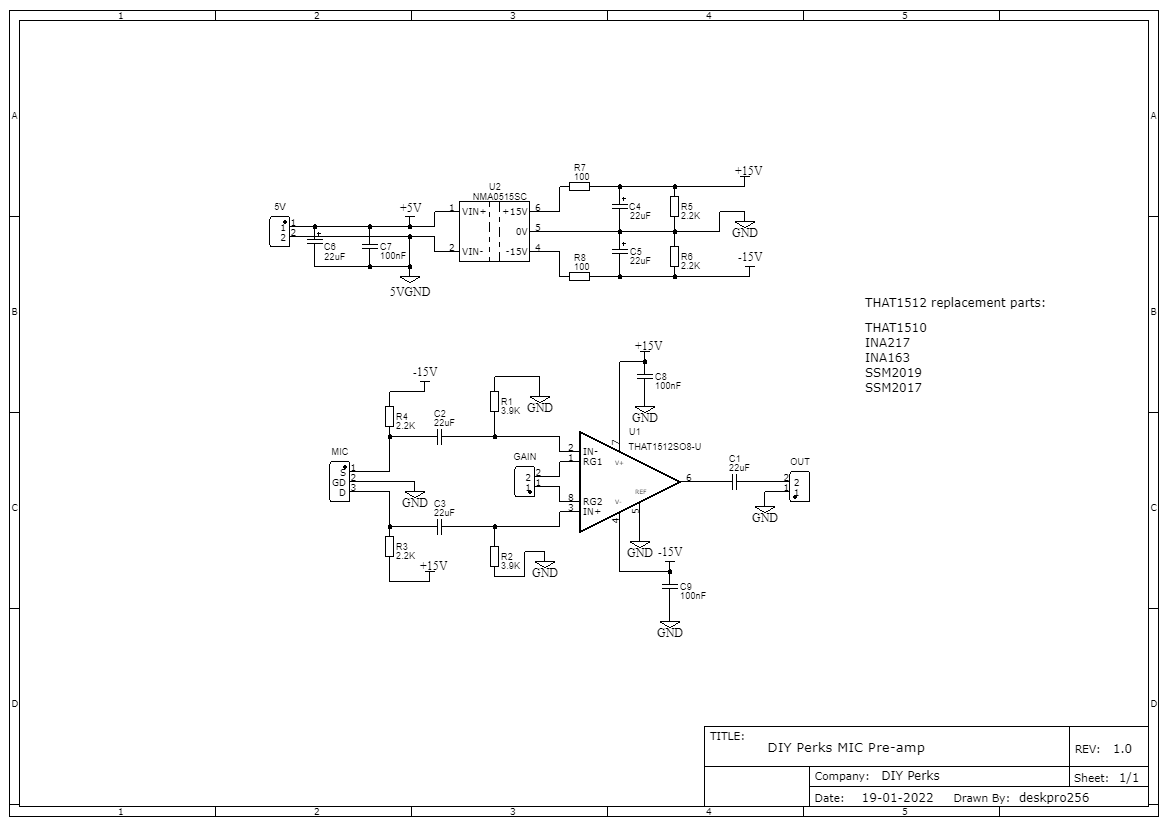 1 2 3 4 5
A A
B B
C C
D D
5V
1
2
1
2
C6
22uF
C7
100nF
+5V
5VGND
U2
NMA0515SC
1 VIN+ +15V 6
0V 5
2 VIN- -15V 4
R7
100
R8
100
C4
22uF
C5
22uF
R5
2.2K
R6
2.2K
+15V
GND
-15V
THAT1512 replacement parts:
THAT1510
INA217
INA163
SSM2019
SSM2017
-15V
R4
2.2K
C2
22uF
R1
3.9K
GND
MIC
S 1
GD 2
D 3
GND
C3
22uF
R3
2.2K
+15V
R2
3.9K
GND
GAIN
2 2
1 1
+15V
C8
100nF
GND
U1
THAT1512SO8-U
2 IN-
1 RG1
8 RG2
3 IN+
7
V+
V-
4
REF
5
6
GND
-15V
C9
100nF
GND
C1
22uF
OUT
2 2
1 1
GND
TITLE:
DIY Perks MIC Pre-amp
REV: 1.0
Company: DIY Perks
Sheet: 1/1
Date: 19-01-2022 Drawn By: deskpro256
1 2 3 4 5